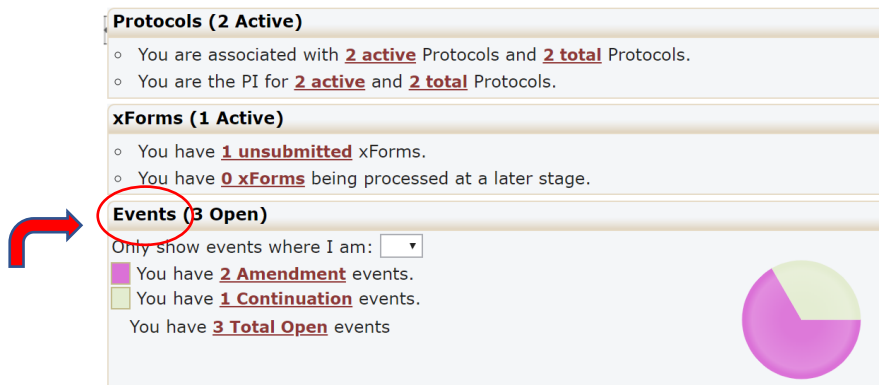 Protocols (2 Active)
You are associated with 2 active Protocols and 2 total Protocols.
You are the PI for 2 active and 2 total Protocols.
xForms (1 Active)
You have 1 unsubmitted xForms.
You have 0 xForms being processed at a later stage.
Events (3 Open)
Only show events where I am:
You have 2 Amendment events.
You have 1 Continuation events.
You have 3 Total Open events